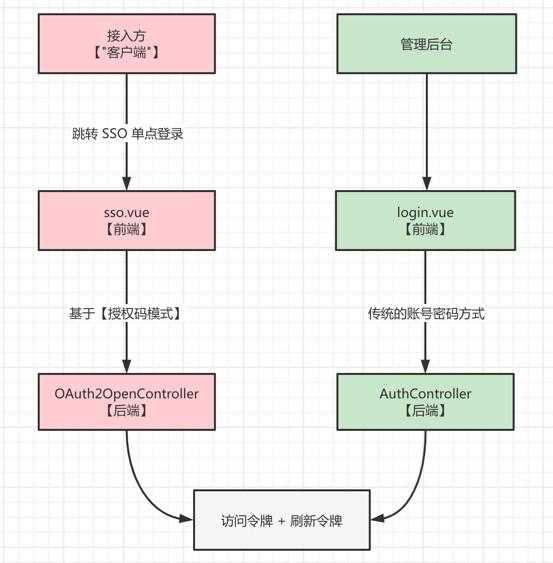 接入方
【"客户端"】
管理后台
跳转 SSO 单点登录
sso.vue
【前端】
login.vue
【前端】
基于【授权码模式】
传统的账号密码方式
OAuth2OpenController
【后端】
AuthController
【后端】
访问令牌 + 刷新令牌